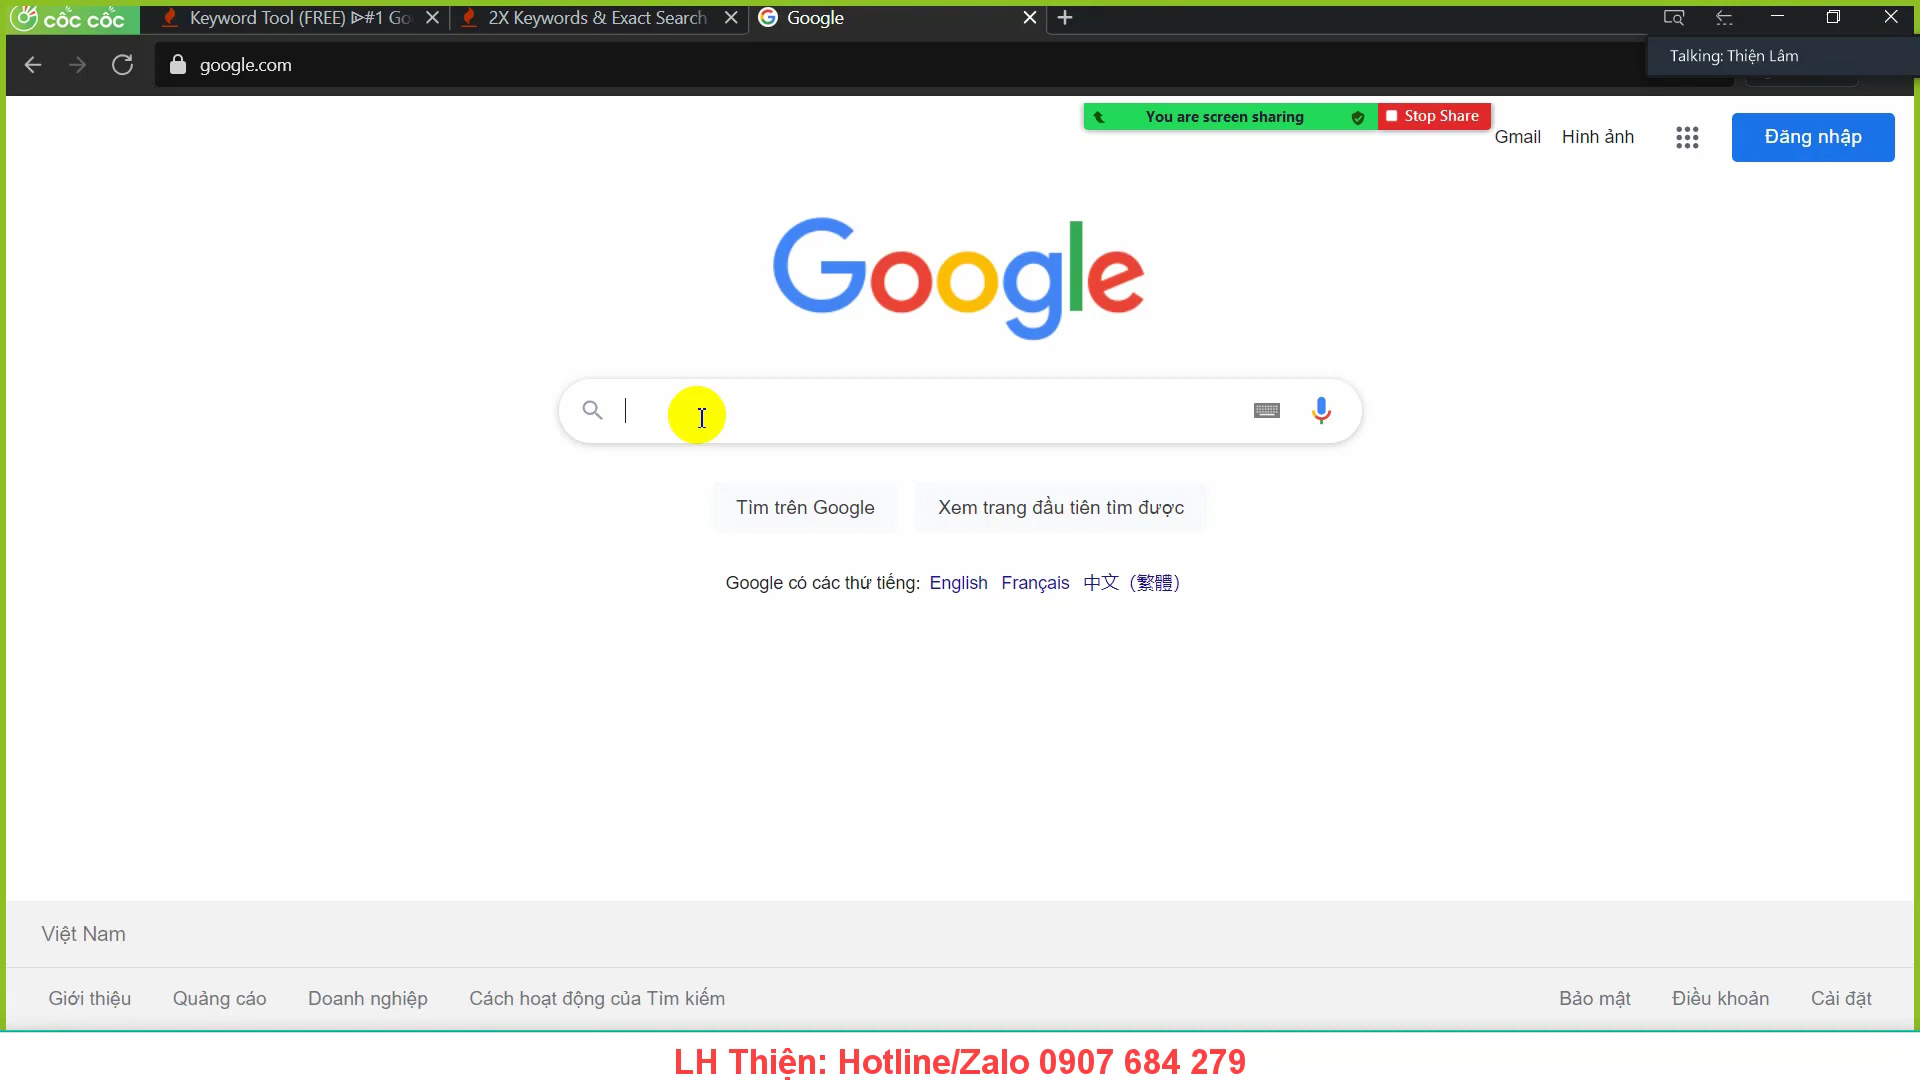 cốc cốc
Keyword Tool (FREE) ᐈ#1 Go
2X Keywords & Exact Search
Google
google.com
Talking: Thiện Lâm
You are screen sharing
Stop Share
Gmail
Hình ảnh
Đăng nhập
Google
Tìm trên Google
Xem trang đầu tiên tìm được
Google có các thứ tiếng: English Français 中文 (繁體)
Việt Nam
Giới thiệu
Quảng cáo
Doanh nghiệp
Cách hoạt động của Tìm kiếm
Bảo mật
Điều khoản
Cài đặt
LH Thiện: Hotline/Zalo 0907 684 279